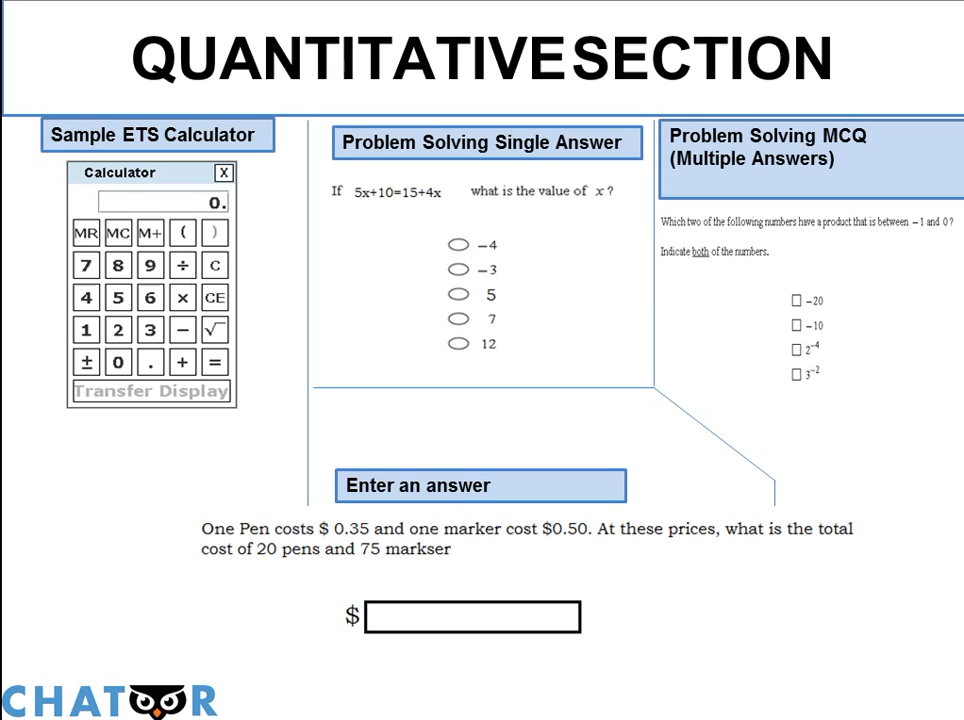 QUANTITATIVE SECTION
Sample ETS Calculator
Calculator X
0.
MR MC M+ ( )
7 8 9 ÷ C
4 5 6 × CE
1 2 3 − √
± 0 . + =
Transfer Display
Problem Solving Single Answer
If 5x+10=15+4x what is the value of x ?
−4
−3
5
7
12
Problem Solving MCQ
(Multiple Answers)
Which two of the following numbers have a product that is between −1 and 0?
Indicate both of the numbers.
−20
−10
2⁻⁴
3⁻²
Enter an answer
One Pen costs $ 0.35 and one marker cost $0.50. At these prices, what is the total
cost of 20 pens and 75 markser
$
CHATOR